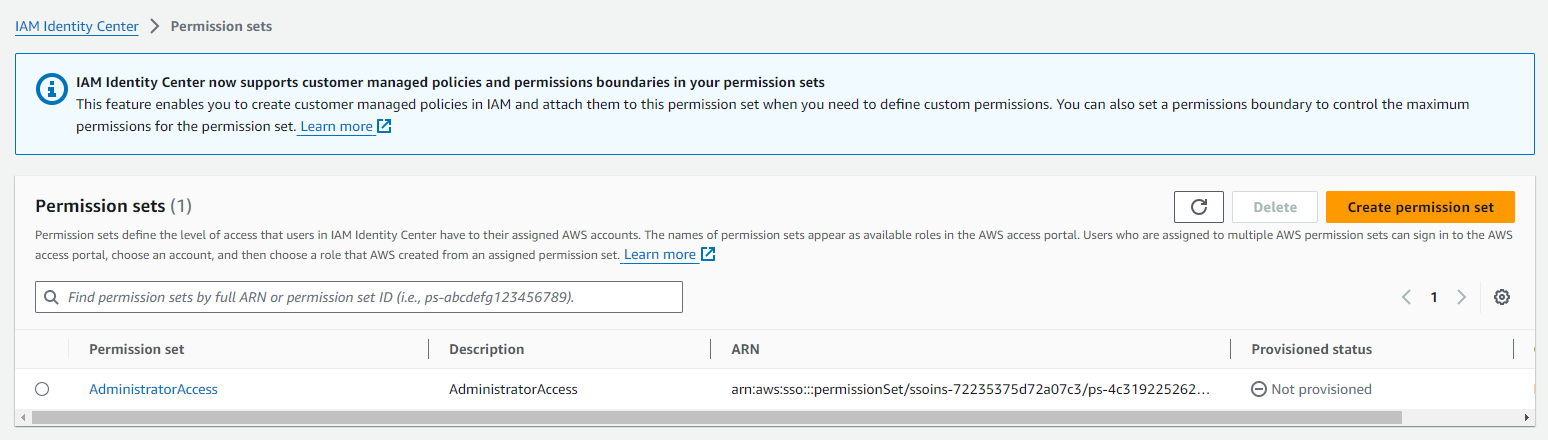 IAM Identity Center > Permission sets
IAM Identity Center now supports customer managed policies and permissions boundaries in your permission sets
This feature enables you to create customer managed policies in IAM and attach them to this permission set when you need to define custom permissions. You can also set a permissions boundary to control the maximum
permissions for the permission set. Learn more
Permission sets (1)
Delete
Create permission set
Permission sets define the level of access that users in IAM Identity Center have to their assigned AWS accounts. The names of permission sets appear as available roles in the AWS access portal. Users who are assigned to multiple AWS permission sets can sign in to the AWS
access portal, choose an account, and then choose a role that AWS created from an assigned permission set. Learn more
Find permission sets by full ARN or permission set ID (i.e., ps-abcdefg123456789).
1
Permission set Description ARN Provisioned status
AdministratorAccess AdministratorAccess arn:aws:sso:::permissionSet/ssoins-72235375d72a07c3/ps-4c319225262... Not provisioned